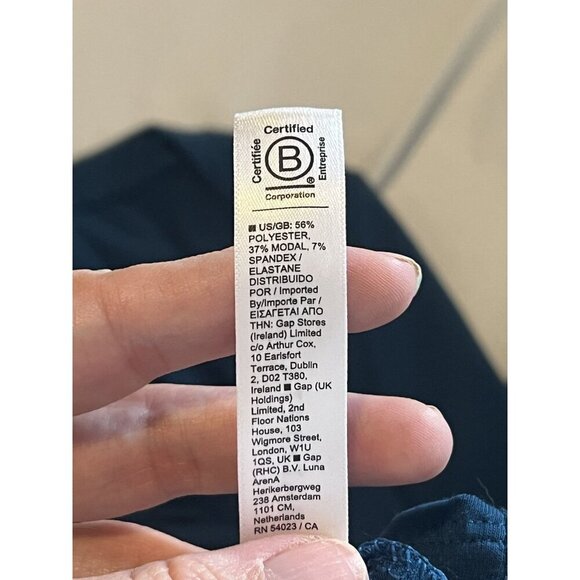 Certified
Certifiée
B
®
Entreprise
Corporation
US/GB: 56%
POLYESTER,
37% MODAL, 7%
SPANDEX /
ELASTANE
DISTRIBUIDO
POR / Imported
By/Importe Par /
ΕΙΣΑΓΕΤΑΙ ΑΠΟ
ΤΗΝ: Gap Stores
(Ireland) Limited
c/o Arthur Cox,
10 Earlsfort
Terrace, Dublin
2, D02 T380,
Ireland ■ Gap (UK
Holdings)
Limited, 2nd
Floor Nations
House, 103
Wigmore Street,
London, W1U
1QS, UK ■ Gap
(RHC) B.V. Luna
ArenA
Herikerbergweg
238 Amsterdam
1101 CM,
Netherlands
RN 54023 / CA